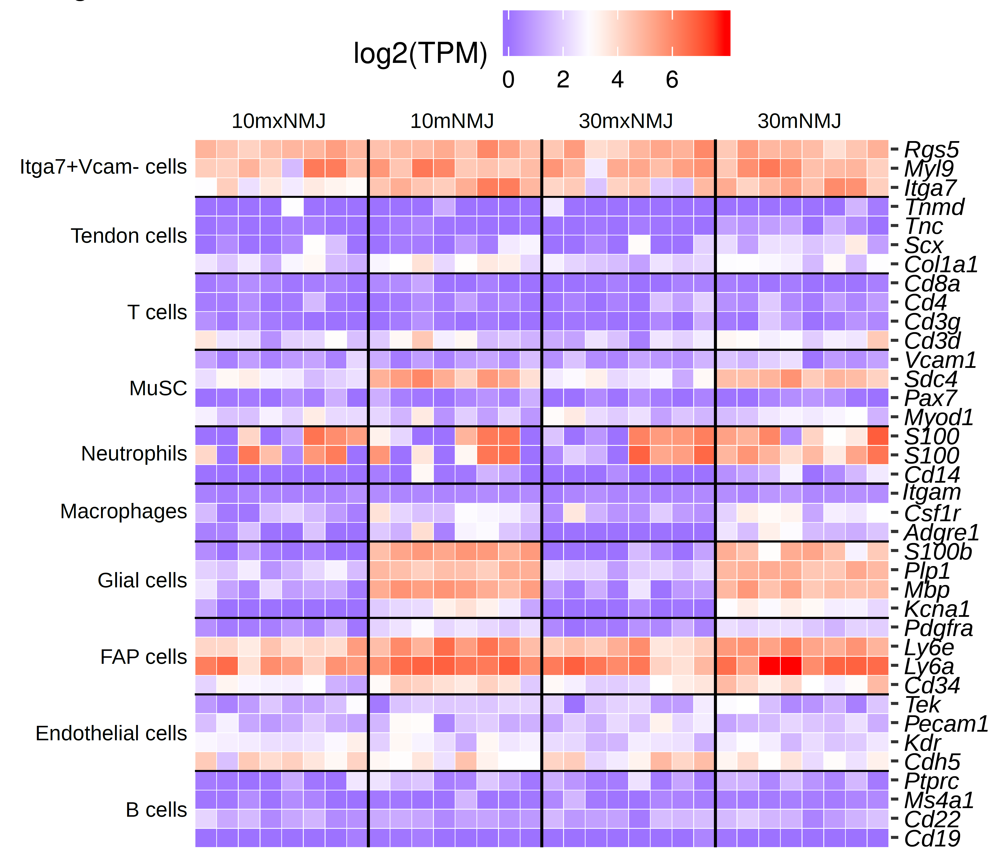 log2(TPM)
0 2 4 6
10mxNMJ 10mNMJ 30mxNMJ 30mNMJ
Itga7+Vcam- cells
Rgs5
Myl9
Itga7
Tendon cells
Tnmd
Tnc
Scx
Col1a1
T cells
Cd8a
Cd4
Cd3g
Cd3d
MuSC
Vcam1
Sdc4
Pax7
Myod1
Neutrophils
S100
S100
Cd14
Macrophages
Itgam
Csf1r
Adgre1
Glial cells
S100b
Plp1
Mbp
Kcna1
FAP cells
Pdgfra
Ly6e
Ly6a
Cd34
Endothelial cells
Tek
Pecam1
Kdr
Cdh5
B cells
Ptprc
Ms4a1
Cd22
Cd19